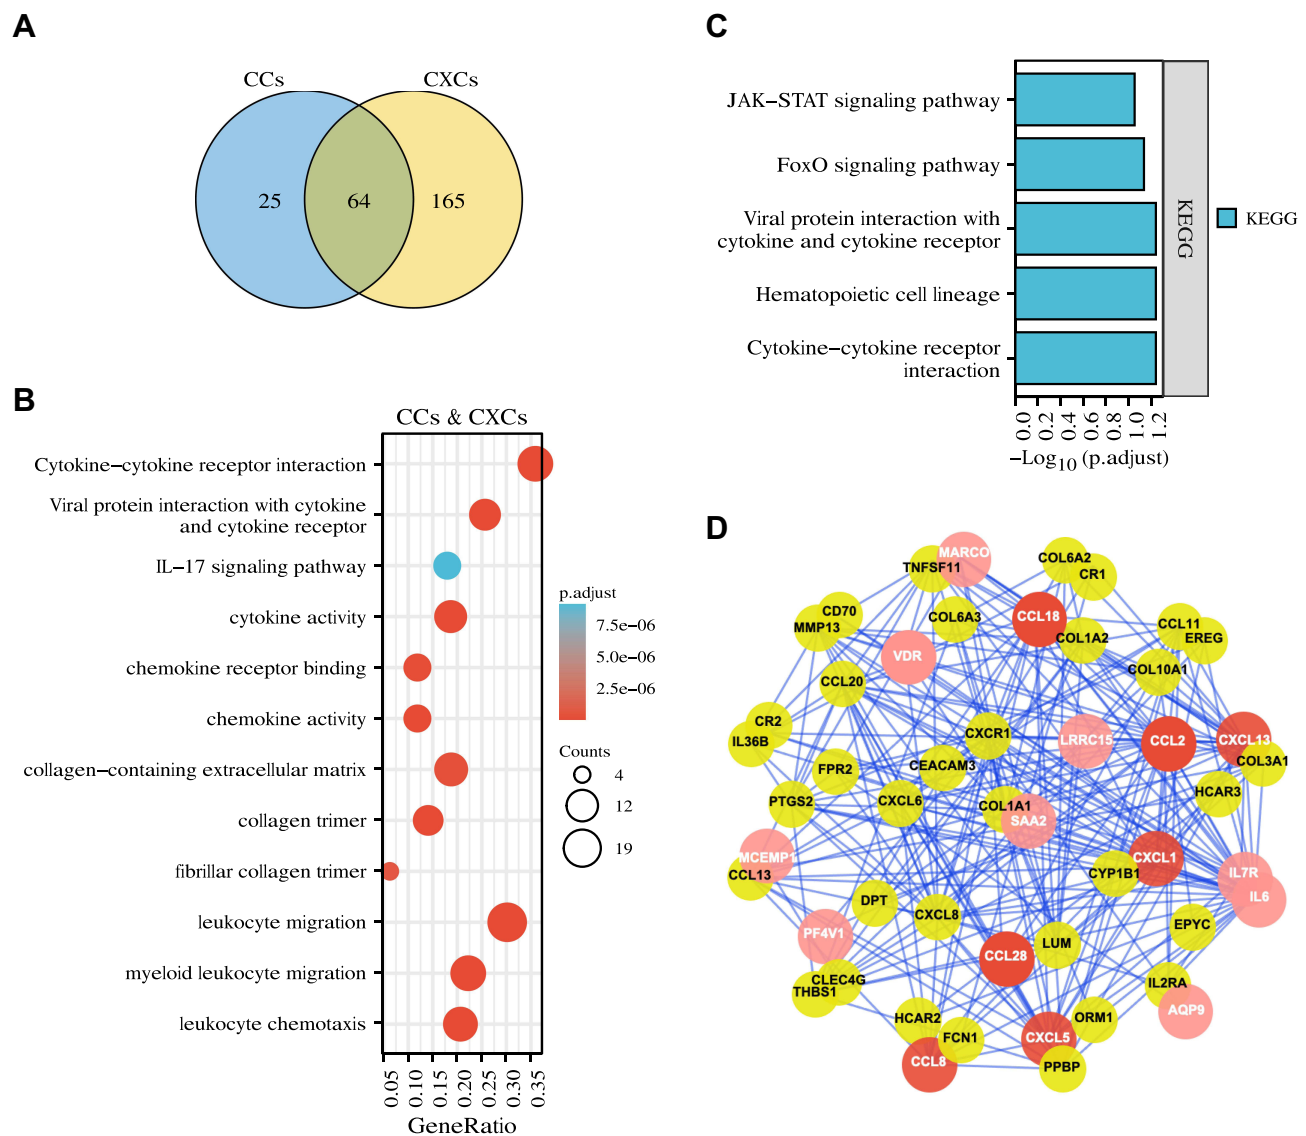 A
CCs
CXCs
25
64
165
B
CCs & CXCs
Cytokine−cytokine receptor interaction
Viral protein interaction with cytokine
and cytokine receptor
IL−17 signaling pathway
cytokine activity
chemokine receptor binding
chemokine activity
collagen−containing extracellular matrix
collagen trimer
fibrillar collagen trimer
leukocyte migration
myeloid leukocyte migration
leukocyte chemotaxis
0.05
0.10
0.15
0.20
0.25
0.30
0.35
GeneRatio
p.adjust
7.5e−06
5.0e−06
2.5e−06
Counts
4
12
19
C
JAK−STAT signaling pathway
FoxO signaling pathway
Viral protein interaction with
cytokine and cytokine receptor
Hematopoietic cell lineage
Cytokine−cytokine receptor
interaction
0.0
0.2
0.4
0.6
0.8
1.0
1.2
−Log10 (p.adjust)
KEGG
KEGG
D
MARCO
TNFSF11
COL6A2
CR1
CD70
MMP13
COL6A3
CCL18
COL1A2
CCL11
EREG
VDR
COL10A1
CCL20
CR2
IL36B
CXCR1
LRRC15
CCL2
CXCL13
COL3A1
FPR2
CEACAM3
HCAR3
PTGS2
CXCL6
COL1A1
SAA2
MCEMP1
CCL13
CXCL1
CYP1B1
IL7R
IL6
DPT
CXCL8
EPYC
PF4V1
LUM
CCL28
CLEC4G
THBS1
IL2RA
AQP9
HCAR2
FCN1
ORM1
CXCL5
CCL8
PPBP